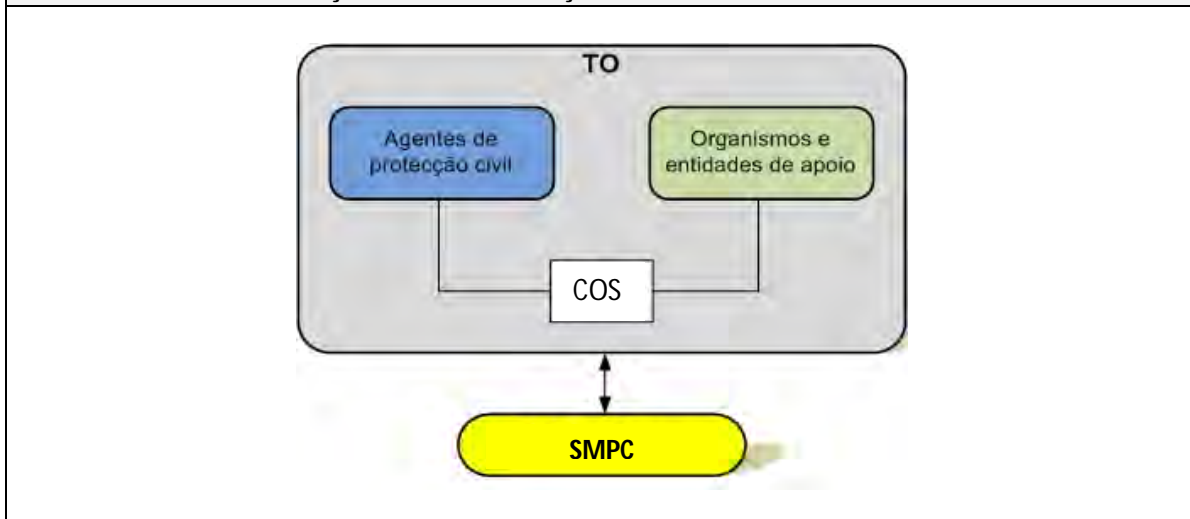 TO
Agentes de
protecção civil
Organismos e
entidades de apoio
COS
SMPC